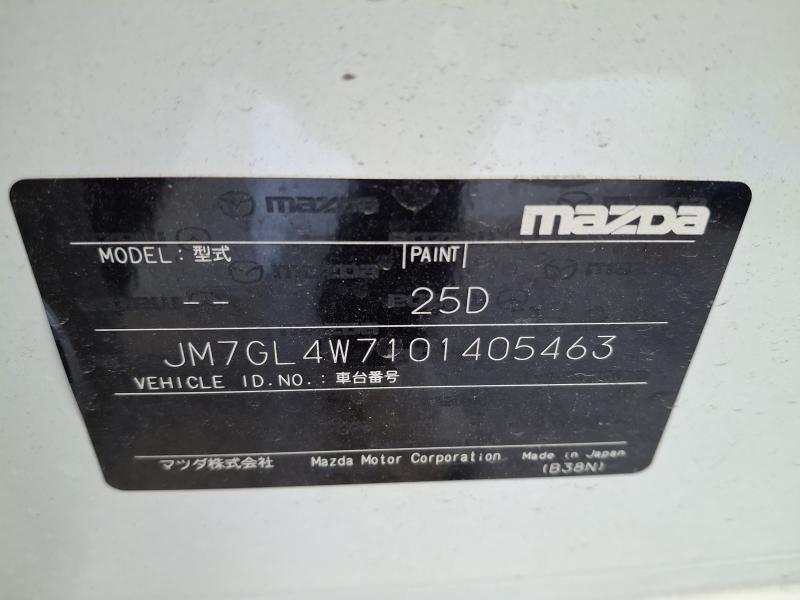 mazda
MODEL : 型式 PAINT
-- 25D
JM7GL4W7101405463
VEHICLE ID.NO. : 車台番号
マツダ株式会社 Mazda Motor Corporation Made in Japan
(B38N)